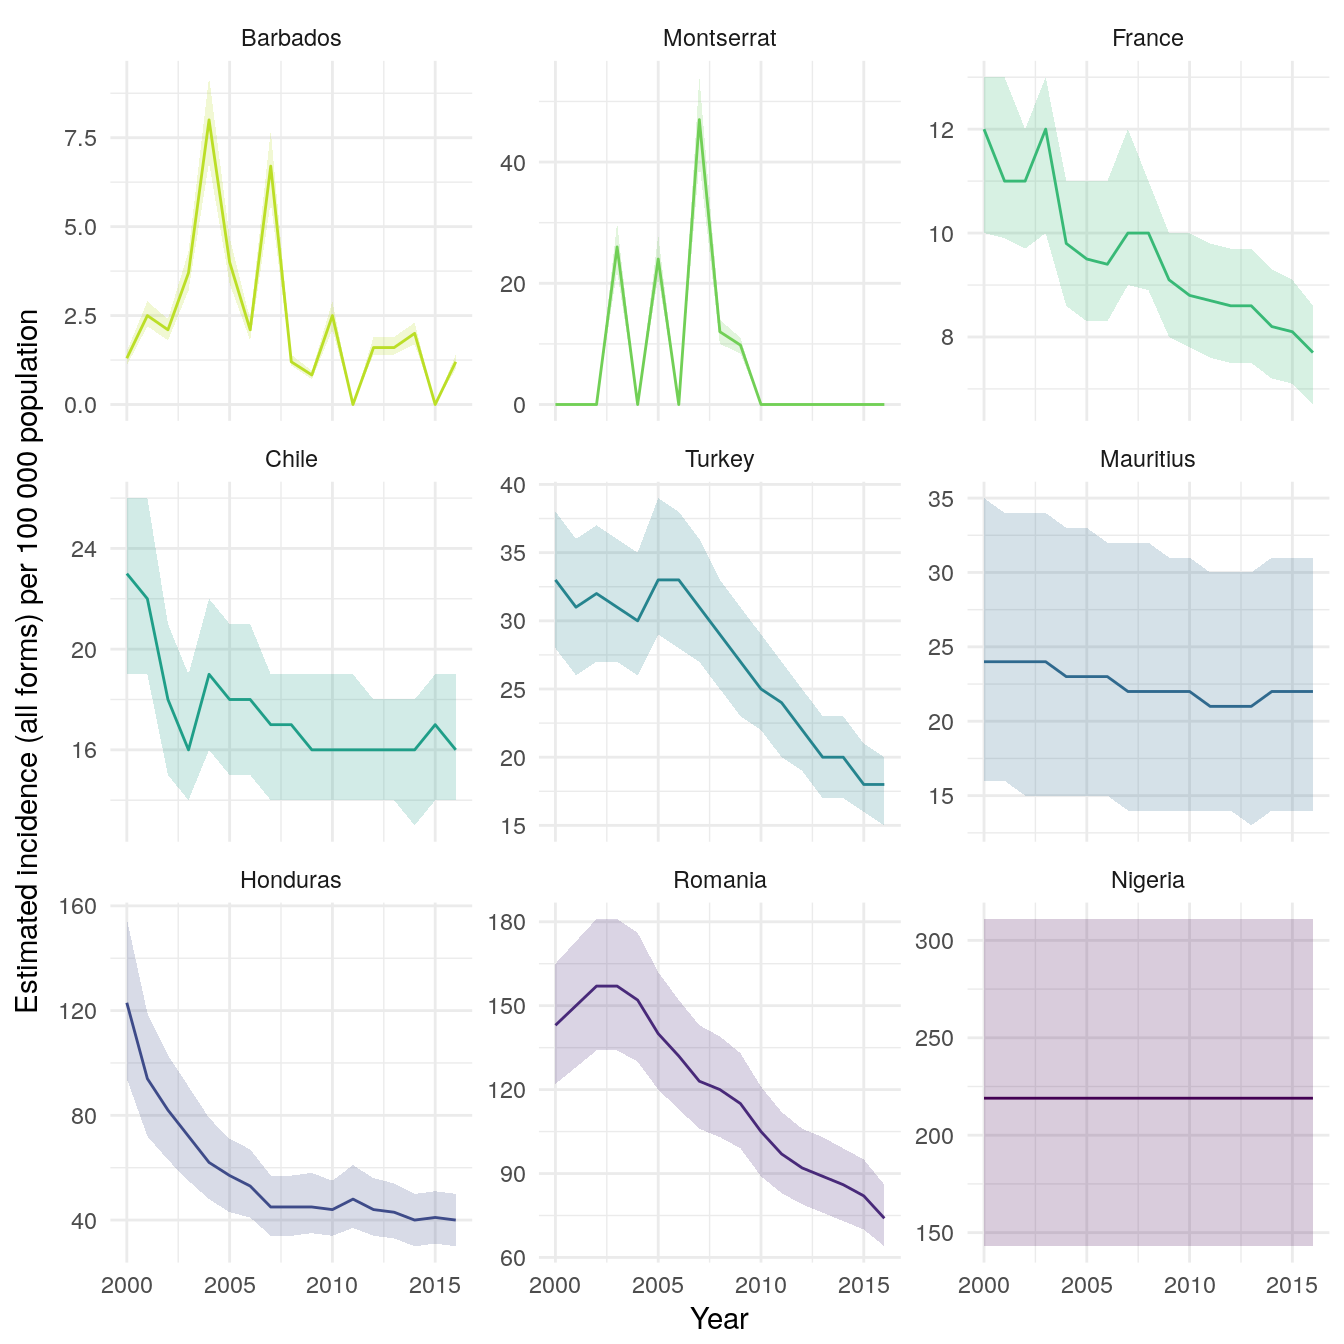 Barbados
Montserrat
France
7.5
5.0
2.5
0.0
40
20
0
12
10
8
Chile
Turkey
Mauritius
24
20
16
40
35
30
25
20
15
35
30
25
20
15
Honduras
Romania
Nigeria
160
120
80
40
180
150
120
90
60
300
250
200
150
2000 2005 2010 2015
2000 2005 2010 2015
2000 2005 2010 2015
Year
Estimated incidence (all forms) per 100 000 population